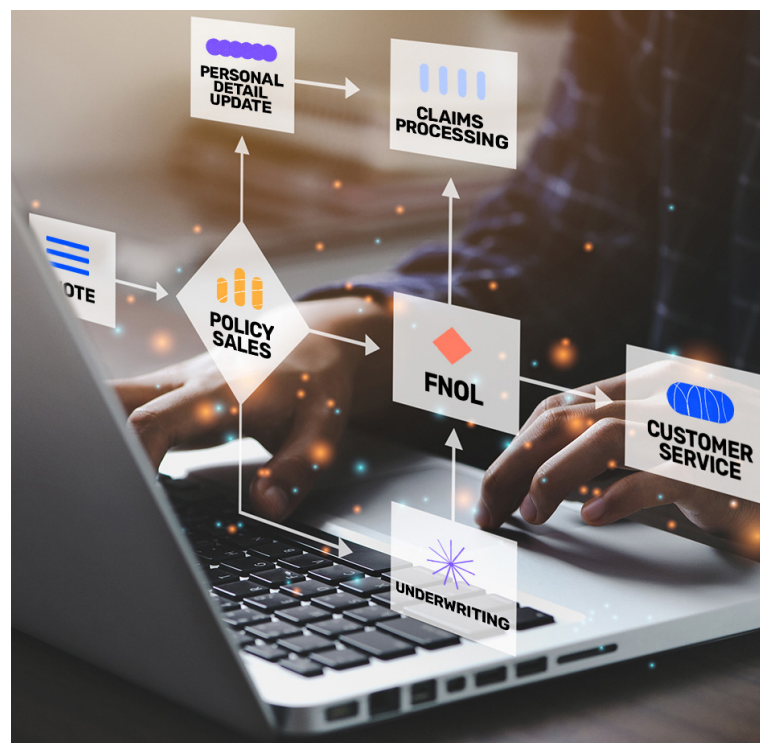 PERSONAL
DETAIL
UPDATE
CLAIMS
PROCESSING
OTE
POLICY
SALES
FNOL
CUSTOMER
SERVICE
UNDERWRITING